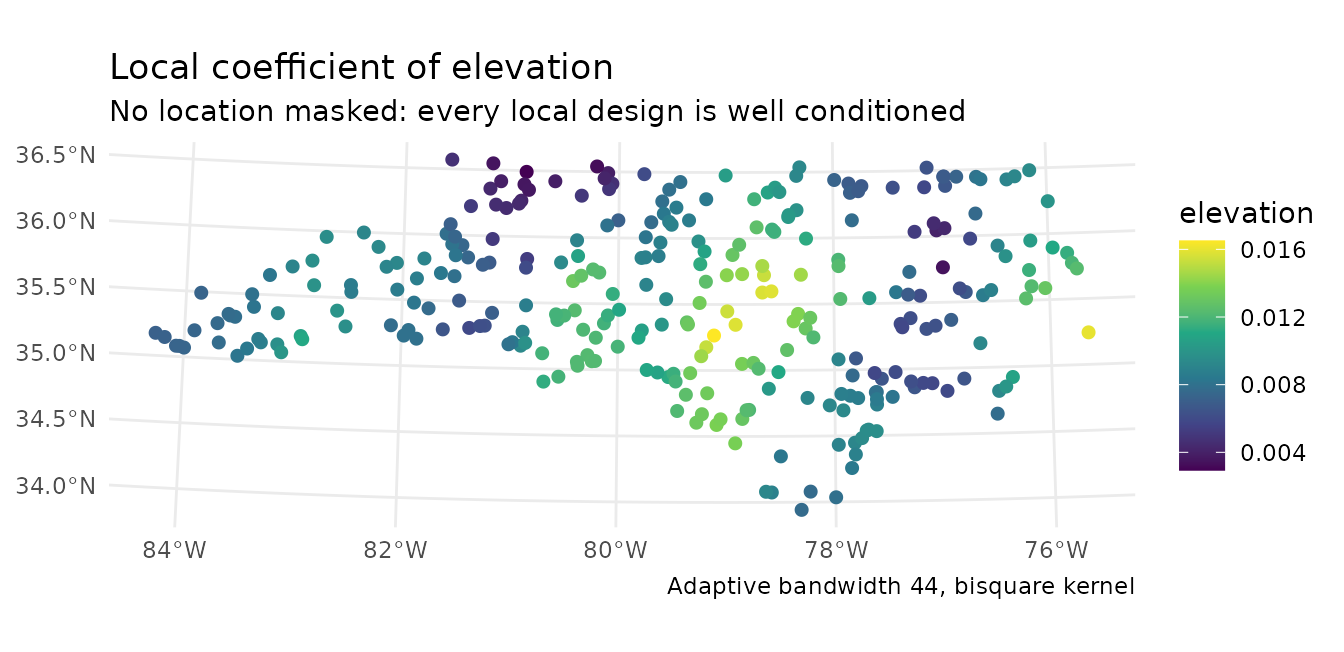 Local coefficient of elevation
No location masked: every local design is well conditioned
36.5°N
36.0°N
35.5°N
35.0°N
34.5°N
34.0°N
84°W
82°W
80°W
78°W
76°W
elevation
0.016
0.012
0.008
0.004
Adaptive bandwidth 44, bisquare kernel